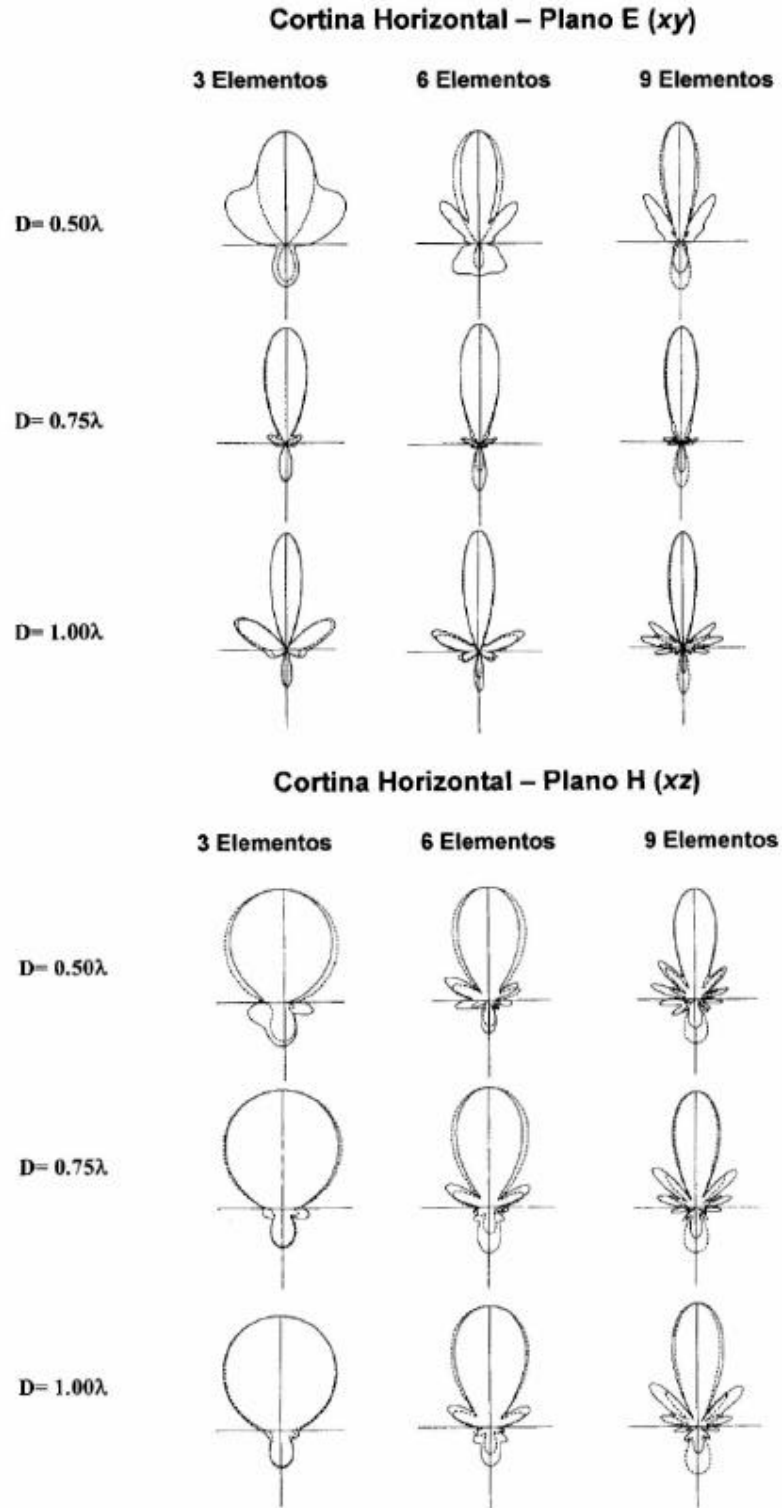 Cortina Horizontal – Plano E (xy)
3 Elementos 6 Elementos 9 Elementos
D= 0.50λ
D= 0.75λ
D= 1.00λ
Cortina Horizontal – Plano H (xz)
3 Elementos 6 Elementos 9 Elementos
D= 0.50λ
D= 0.75λ
D= 1.00λ